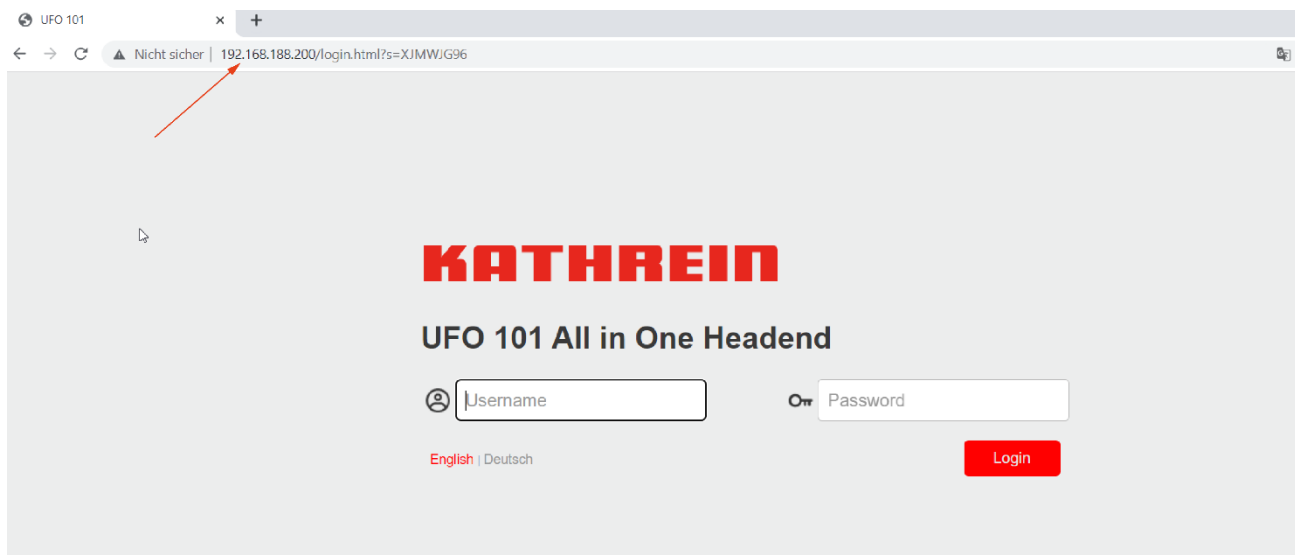 UFO 101
Nicht sicher | 192.168.188.200/login.html?s=XJMWJG96
KATHREIN
UFO 101 All in One Headend
Username
Password
English | Deutsch
Login